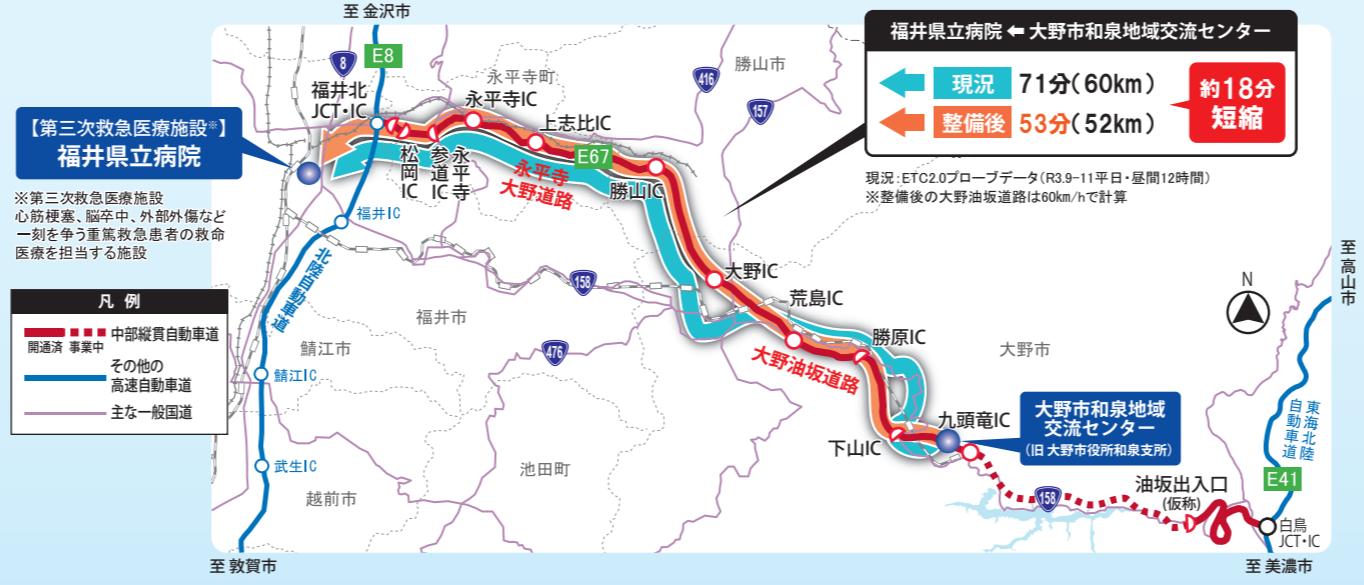 至 金沢市
福井県立病院 ← 大野市和泉地域交流センター
現況 71分(60km)
整備後 53分(52km)
約18分
短縮
現況:ETC2.0プローブデータ(R3.9-11平日・昼間12時間)
※整備後の大野油坂道路は60km/hで計算
【第三次救急医療施設※】
福井県立病院
※第三次救急医療施設
心筋梗塞、脳卒中、外部外傷など
一刻を争う重篤救急患者の救命
医療を担当する施設
凡 例
開通済 事業中
中部縦貫自動車道
その他の
高速自動車道
主な一般国道
8
E8
福井北
JCT・IC
永平寺町
永平寺IC
416
勝山市
157
上志比IC
E67
松岡IC
永平寺
参道IC
永平寺
大野道路
勝山IC
福井IC
北陸自動車道
158
大野IC
荒島IC
勝原IC
大野市
福井市
鯖江市
476
大野油坂道路
鯖江IC
九頭竜IC
下山IC
大野市和泉地域
交流センター
(旧 大野市役所和泉支所)
武生IC
池田町
越前市
158
油坂出入口
(仮称)
東海北陸
自動車道
E41
白鳥
JCT・IC
N
至 高山市
至 敦賀市
至 美濃市